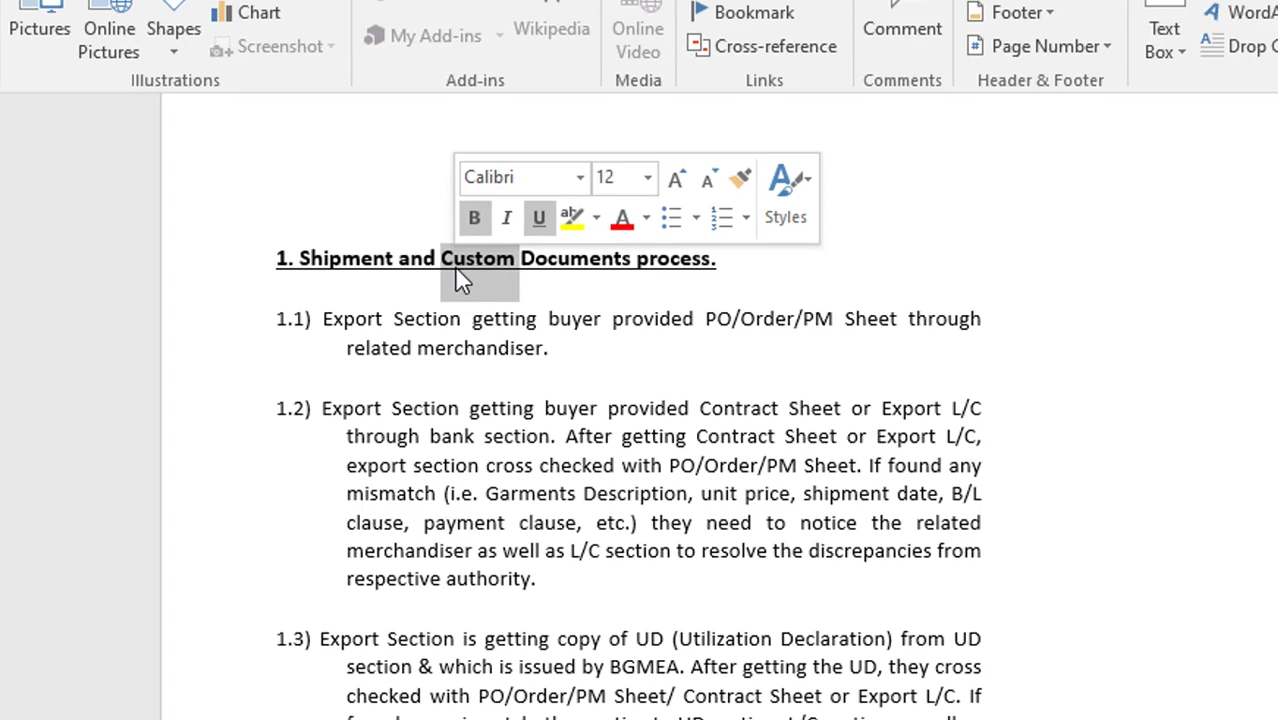 Chart
Bookmark
Footer
WordA
Pictures Online Pictures Shapes
Screenshot
My Add-ins
Wikipedia
Online Video
Cross-reference
Comment
Page Number
Text Box
Drop
Illustrations
Add-ins
Media
Links
Comments
Header & Footer
Calibri 12
B I U ab A Styles
1. Shipment and Custom Documents process.
1.1) Export Section getting buyer provided PO/Order/PM Sheet through
related merchandiser.
1.2) Export Section getting buyer provided Contract Sheet or Export L/C
through bank section. After getting Contract Sheet or Export L/C,
export section cross checked with PO/Order/PM Sheet. If found any
mismatch (i.e. Garments Description, unit price, shipment date, B/L
clause, payment clause, etc.) they need to notice the related
merchandiser as well as L/C section to resolve the discrepancies from
respective authority.
1.3) Export Section is getting copy of UD (Utilization Declaration) from UD
section & which is issued by BGMEA. After getting the UD, they cross
checked with PO/Order/PM Sheet/ Contract Sheet or Export L/C. If